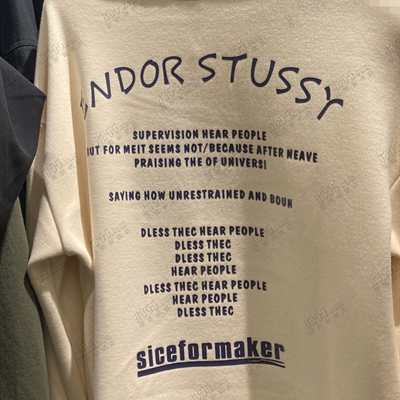 NDOR STUSSY
SUPERVISION HEAR PEOPLE
UT FOR MEIT SEEMS NOT/BECAUSE AFTER NEAVE
PRAISING THE OF UNIVERSI
SAYING HOW UNRESTRAINED AND BOUN
DLESS THEC HEAR PEOPLE
DLESS THEC
DLESS THEC
HEAR PEOPLE
DLESS THEC HEAR PEOPLE
HEAR PEOPLE
DLESS THEC
siceformaker